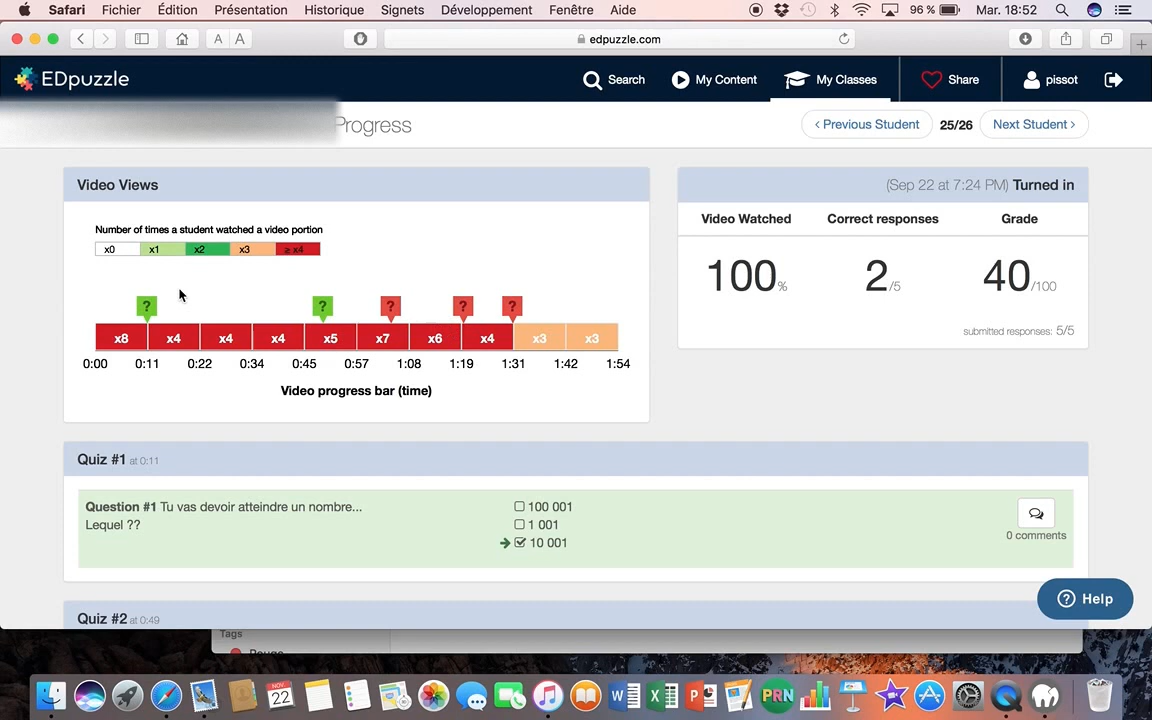 Safari Fichier Édition Présentation Historique Signets Développement Fenêtre Aide 96 % Mar. 18:52
A A edpuzzle.com
EDpuzzle Search My Content My Classes Share pissot
Progress < Previous Student 25/26 Next Student >
Video Views
(Sep 22 at 7:24 PM) Turned in
Video Watched Correct responses Grade
100% 2/5 40/100
submitted responses: 5/5
Number of times a student watched a video portion
x0 x1 x2 x3 ≥ x4
? ? ? ? ?
x8 x4 x4 x4 x5 x7 x6 x4 x3 x3
0:00 0:11 0:22 0:34 0:45 0:57 1:08 1:19 1:31 1:42 1:54
Video progress bar (time)
Quiz #1 at 0:11
Question #1 Tu vas devoir atteindre un nombre...
Lequel ??
100 001
1 001
10 001
0 comments
Quiz #2 at 0:49
? Help
Tags
Rouge
NOV. 22 PRN